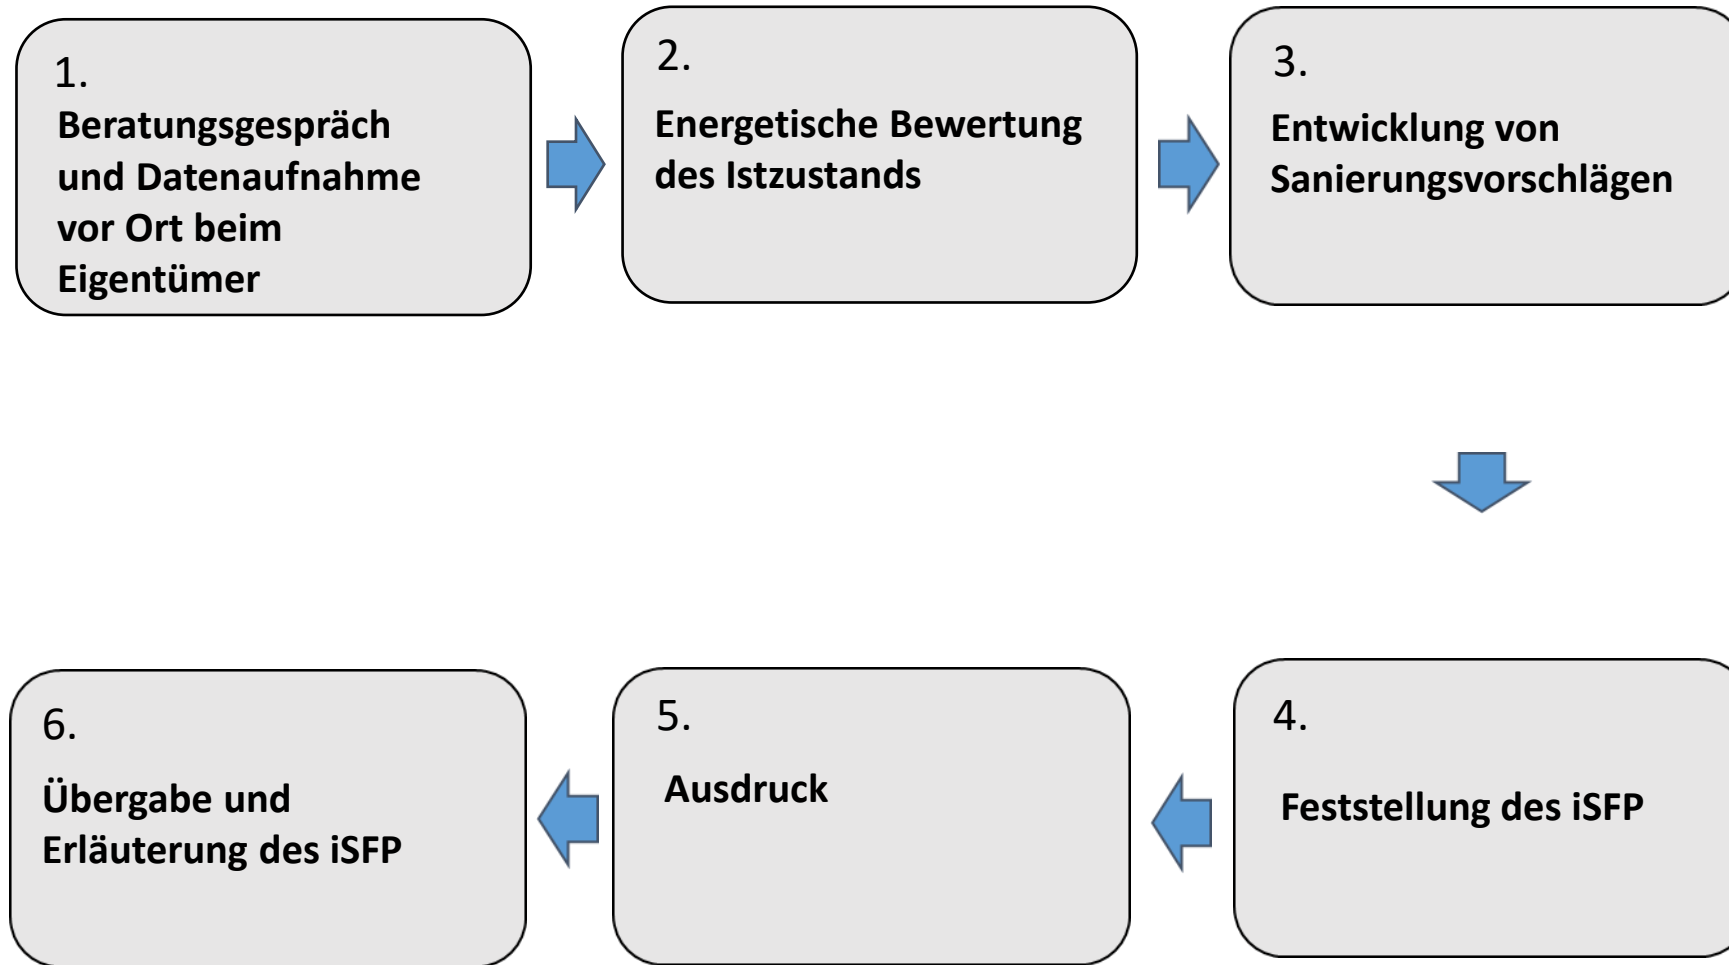 1.
Beratungsgespräch
und Datenaufnahme
vor Ort beim
Eigentümer
2.
Energetische Bewertung
des Istzustands
3.
Entwicklung von
Sanierungsvorschlägen
4.
Feststellung des iSFP
5.
Ausdruck
6.
Übergabe und
Erläuterung des iSFP